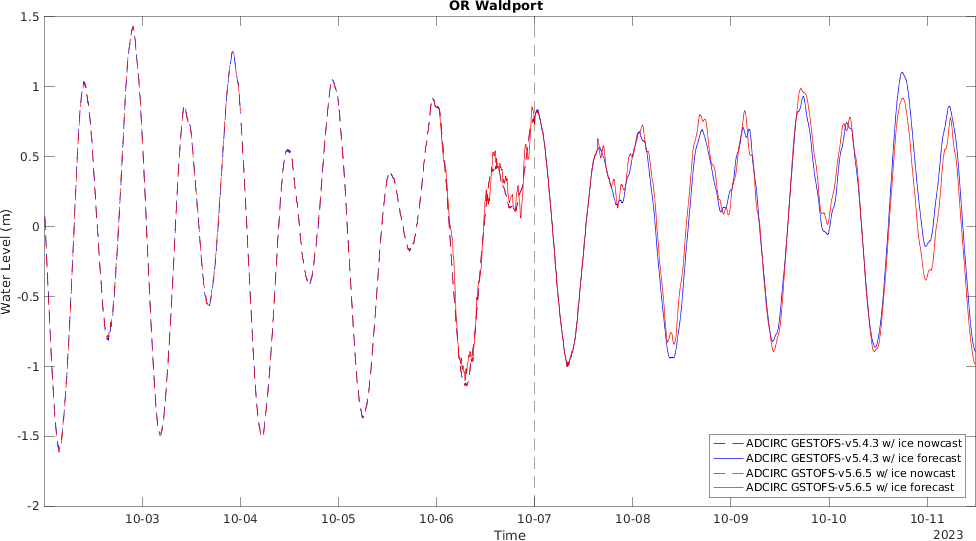 OR Waldport
Water Level (m)
1.5
1
0.5
0
-0.5
-1
-1.5
-2
ADCIRC GESTOFS-v5.4.3 w/ ice nowcast
ADCIRC GESTOFS-v5.4.3 w/ ice forecast
ADCIRC GSTOFS-v5.6.5 w/ ice nowcast
ADCIRC GSTOFS-v5.6.5 w/ ice forecast
10-03 10-04 10-05 10-06 10-07 10-08 10-09 10-10 10-11
Time
2023